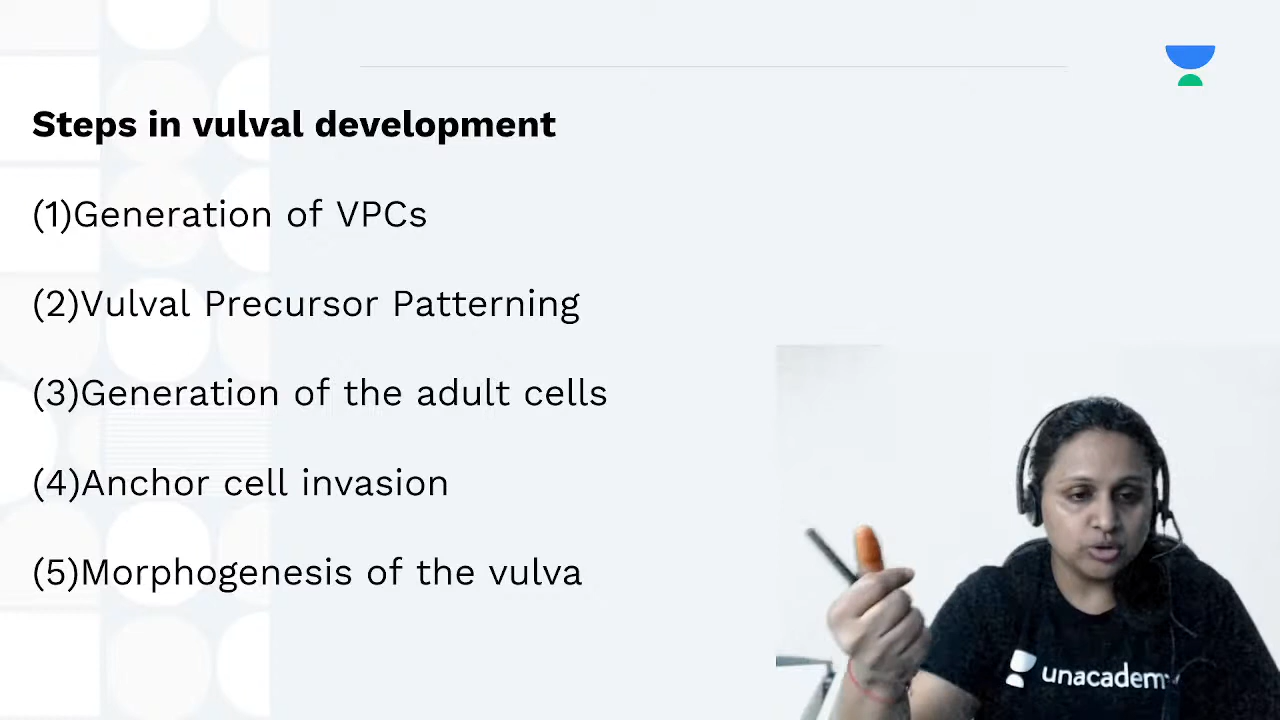 Steps in vulval development
(1)Generation of VPCs
(2)Vulval Precursor Patterning
(3)Generation of the adult cells
(4)Anchor cell invasion
(5)Morphogenesis of the vulva
unacadem